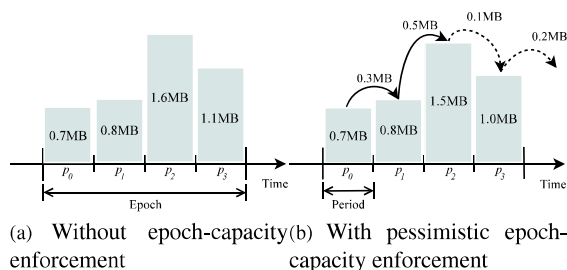 0.7MB
0.8MB
1.6MB
1.1MB
p0 p1 p2 p3
Time
Epoch
(a) Without epoch-capacity
enforcement
0.3MB
0.5MB
0.1MB
0.2MB
0.7MB
0.8MB
1.5MB
1.0MB
p0 p1 p2 p3
Time
Period
(b) With pessimistic epoch-
capacity enforcement